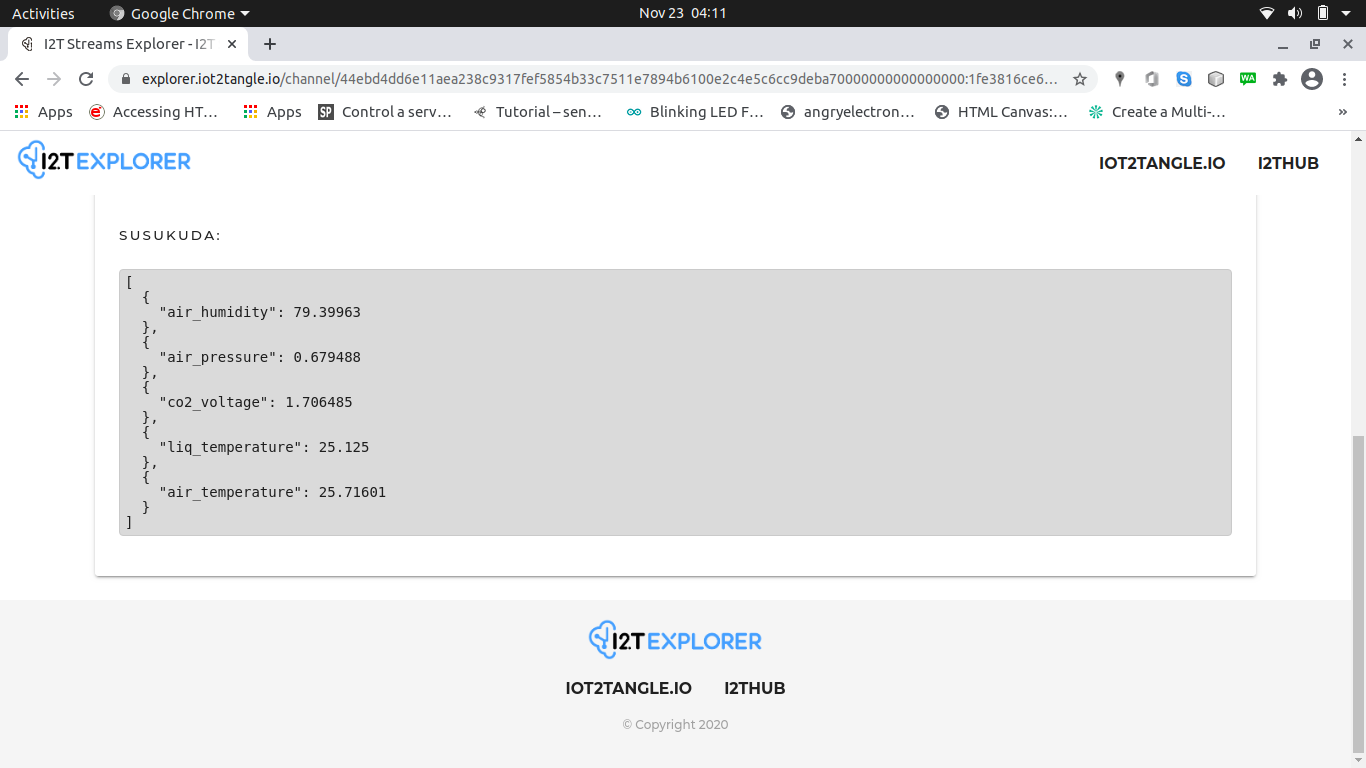 Activities Google Chrome Nov 23 04:11
I2T Streams Explorer - I2T
explorer.iot2tangle.io/channel/44ebd4dd6e11aea238c9317fef5854b33c7511e7894b6100e2c4e5c6cc9deba70000000000000000:1fe3816ce6...
WA
Apps Accessing HT... Apps SP Control a serv... Tutorial – sen... Blinking LED F... angryelectron... HTML Canvas:... Create a Multi-... »
I2T EXPLORER IOT2TANGLE.IO I2THUB
SUSUKUDA:
[
{
"air_humidity": 79.39963
},
{
"air_pressure": 0.679488
},
{
"co2_voltage": 1.706485
},
{
"liq_temperature": 25.125
},
{
"air_temperature": 25.71601
}
]
I2T EXPLORER
IOT2TANGLE.IO I2THUB
© Copyright 2020